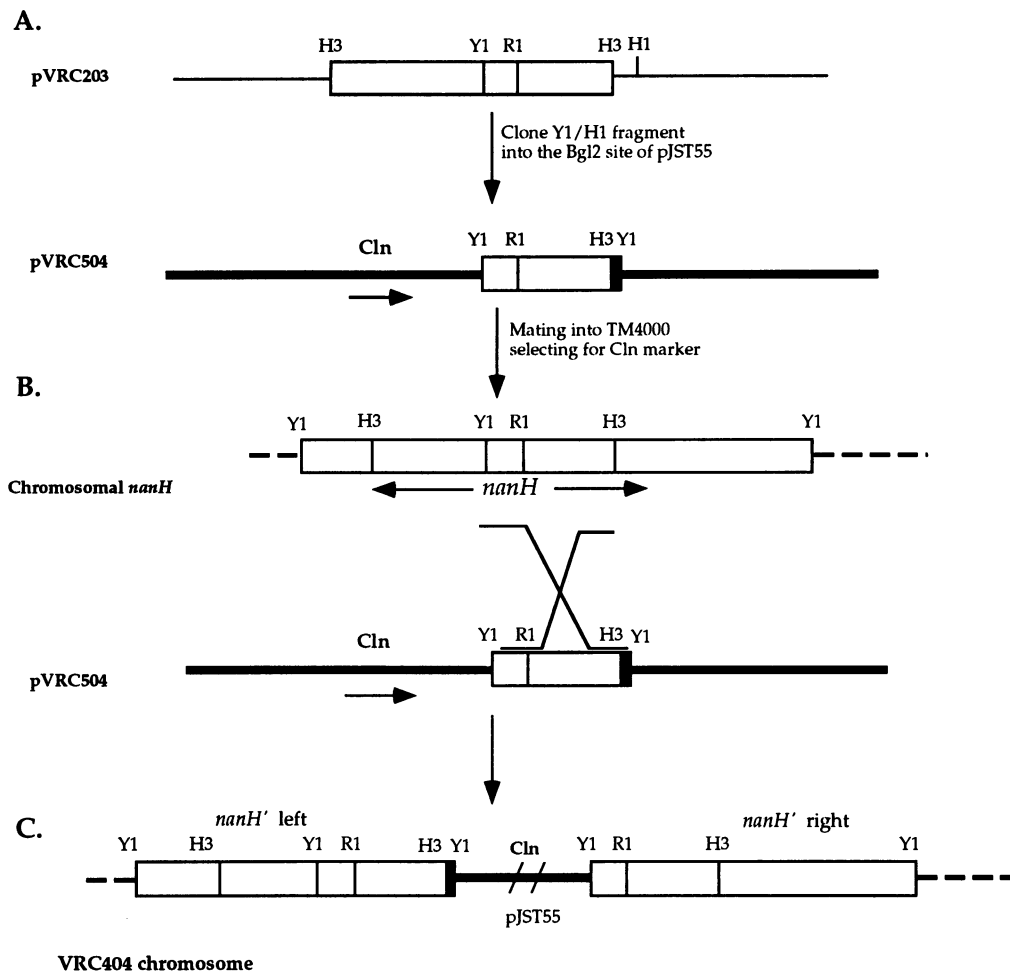 A.
H3 Y1 R1 H3 H1
pVRC203
Clone Y1/H1 fragment
into the Bgl2 site of pJST55
Cln Y1 R1 H3 Y1
pVRC504
Mating into TM4000
selecting for Cln marker
B.
Y1 H3 Y1 R1 H3 Y1
Chromosomal nanH
nanH
Cln Y1 R1 H3 Y1
pVRC504
C.
nanH' left nanH' right
Y1 H3 Y1 R1 H3 Y1 Cln Y1 R1 H3 Y1
pJST55
VRC404 chromosome